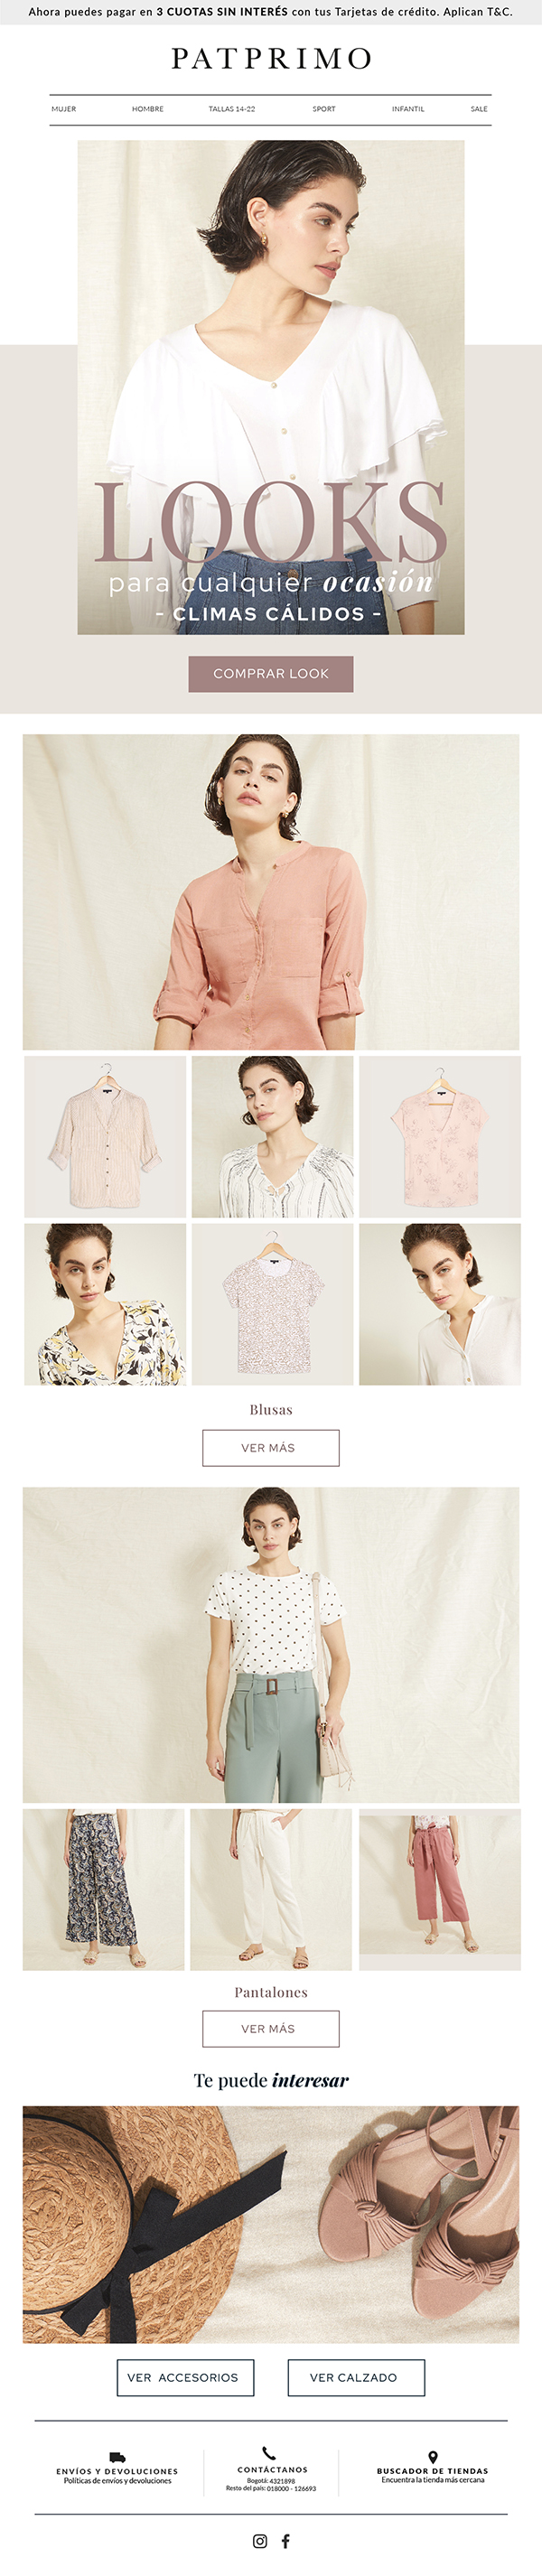 Ahora puedes pagar en 3 CUOTAS SIN INTERÉS con tus Tarjetas de crédito. Aplican T&C.
PATPRIMO
MUJER HOMBRE TALLAS 14-22 SPORT INFANTIL SALE
LOOKS
para cualquier ocasión
- CLIMAS CÁLIDOS -
COMPRAR LOOK
Blusas
VER MÁS
Pantalones
VER MÁS
Te puede interesar
VER ACCESORIOS VER CALZADO
ENVÍOS Y DEVOLUCIONES
Políticas de envíos y devoluciones
CONTÁCTANOS
Bogotá: 4321898
Resto del país: 018000 - 126693
BUSCADOR DE TIENDAS
Encuentra la tienda más cercana